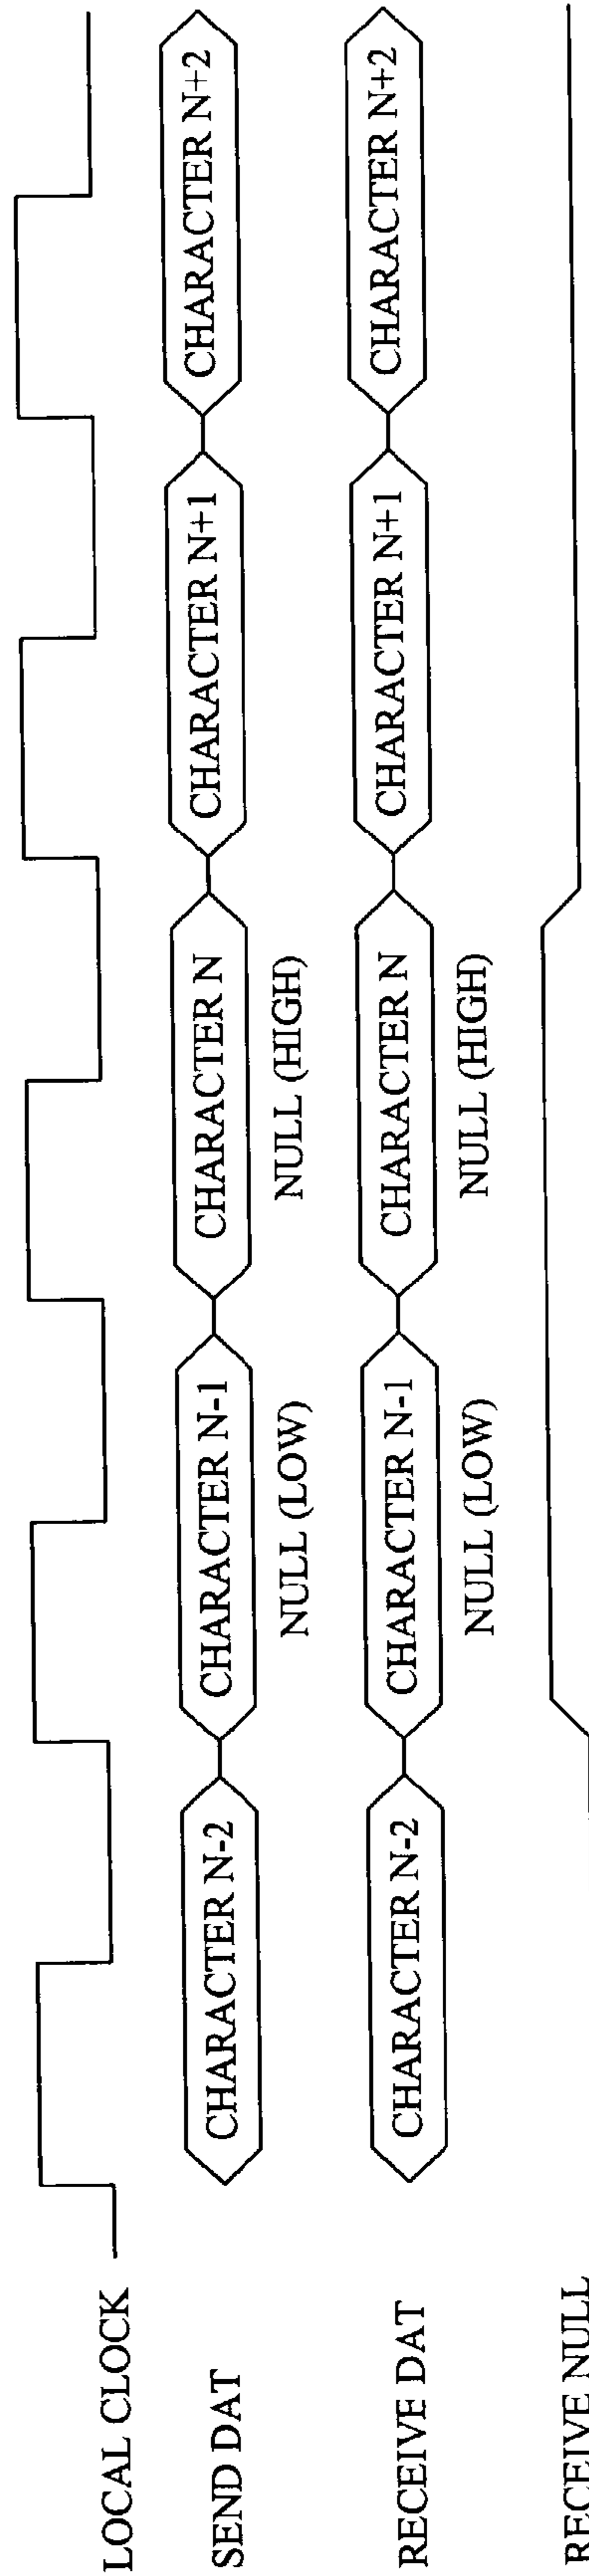 LOCAL CLOCK
SEND DAT
CHARACTER N-2
CHARACTER N-1
CHARACTER N
CHARACTER N+1
CHARACTER N+2
NULL (LOW)
NULL (HIGH)
RECEIVE DAT
CHARACTER N-2
CHARACTER N-1
CHARACTER N
CHARACTER N+1
CHARACTER N+2
NULL (LOW)
NULL (HIGH)
RECEIVE NULL